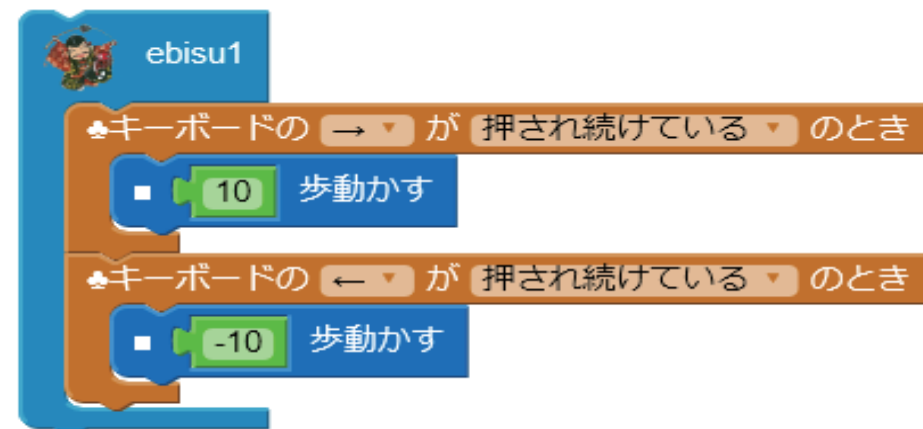 ebisu1
♣キーボードの → ▼ が 押され続けている ▼ のとき
10 歩動かす
♣キーボードの ← ▼ が 押され続けている ▼ のとき
-10 歩動かす